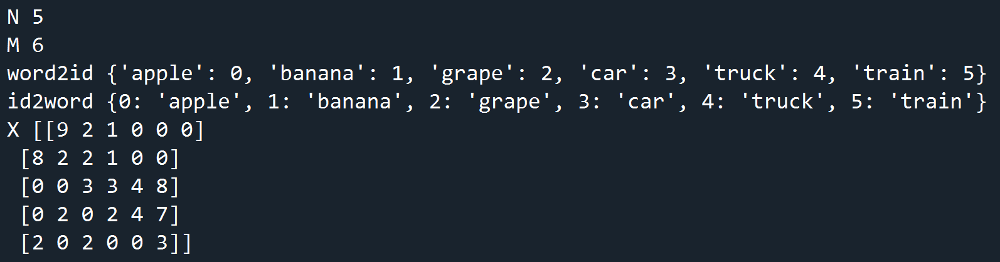 N 5
M 6
word2id {'apple': 0, 'banana': 1, 'grape': 2, 'car': 3, 'truck': 4, 'train': 5}
id2word {0: 'apple', 1: 'banana', 2: 'grape', 3: 'car', 4: 'truck', 5: 'train'}
X [[9 2 1 0 0 0]
 [8 2 2 1 0 0]
 [0 0 3 3 4 8]
 [0 2 0 2 4 7]
 [2 0 2 0 0 3]]